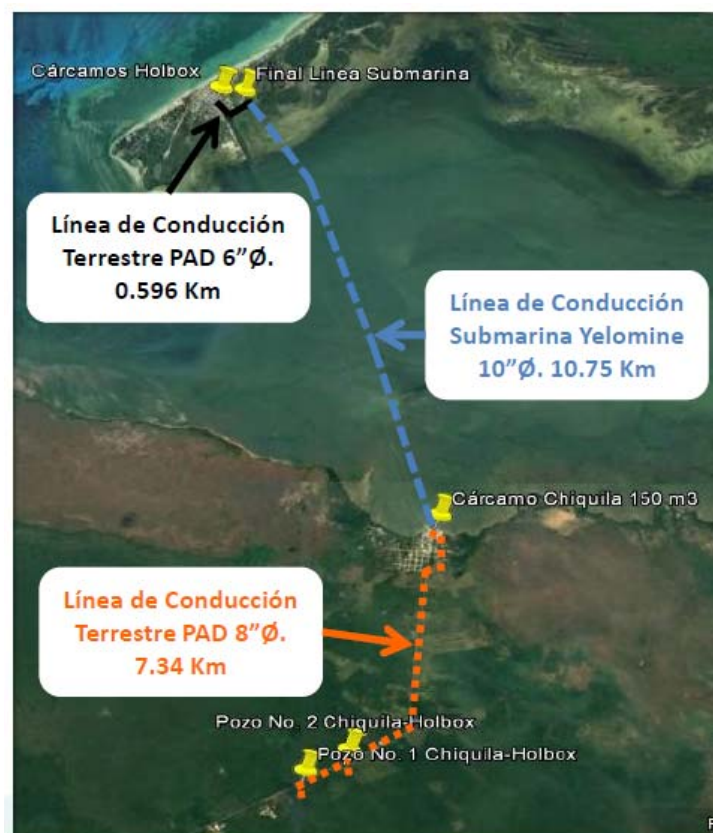 Cárcamos Holbox
Final Linea Submarina
Línea de Conducción
Terrestre PAD 6”Ø.
0.596 Km
Línea de Conducción
Submarina Yelomine
10”Ø. 10.75 Km
Cárcamo Chiquila 150 m3
Línea de Conducción
Terrestre PAD 8”Ø.
7.34 Km
Pozo No. 2 Chiquila-Holbox
Pozo No. 1 Chiquila-Holbox